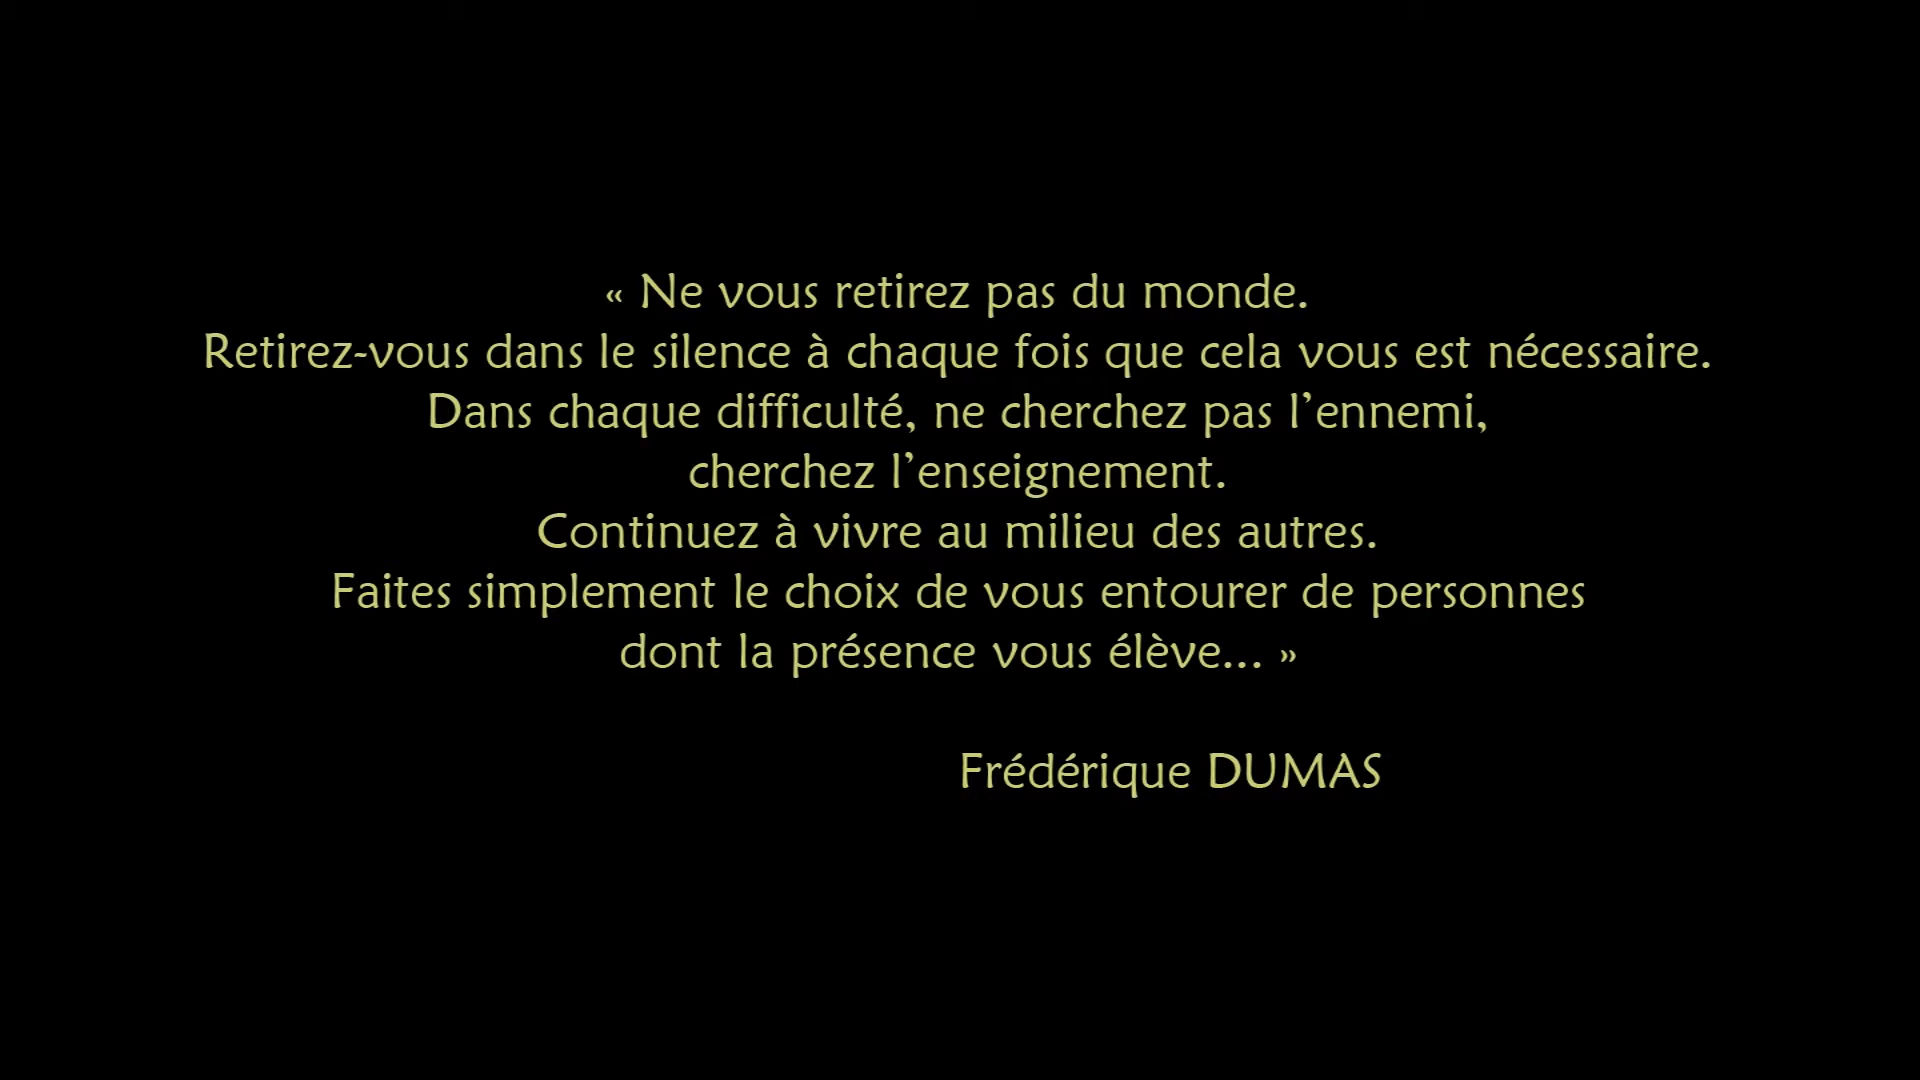 « Ne vous retirez pas du monde.
Retirez-vous dans le silence à chaque fois que cela vous est nécessaire.
Dans chaque difficulté, ne cherchez pas l’ennemi,
cherchez l’enseignement.
Continuez à vivre au milieu des autres.
Faites simplement le choix de vous entourer de personnes
dont la présence vous élève... »
Frédérique DUMAS